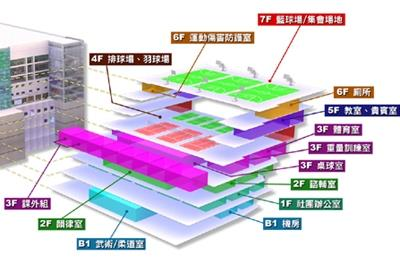 7F 籃球場/集會場地
6F 運動傷害防護室
4F 排球場、羽球場
6F 廁所
5F 教室、貴賓室
3F 體育室
3F 重量訓練室
3F 桌球室
2F 諮輔室
3F 課外組
1F 社團辦公室
2F 韻律室
B1 機房
B1 武術/柔道室